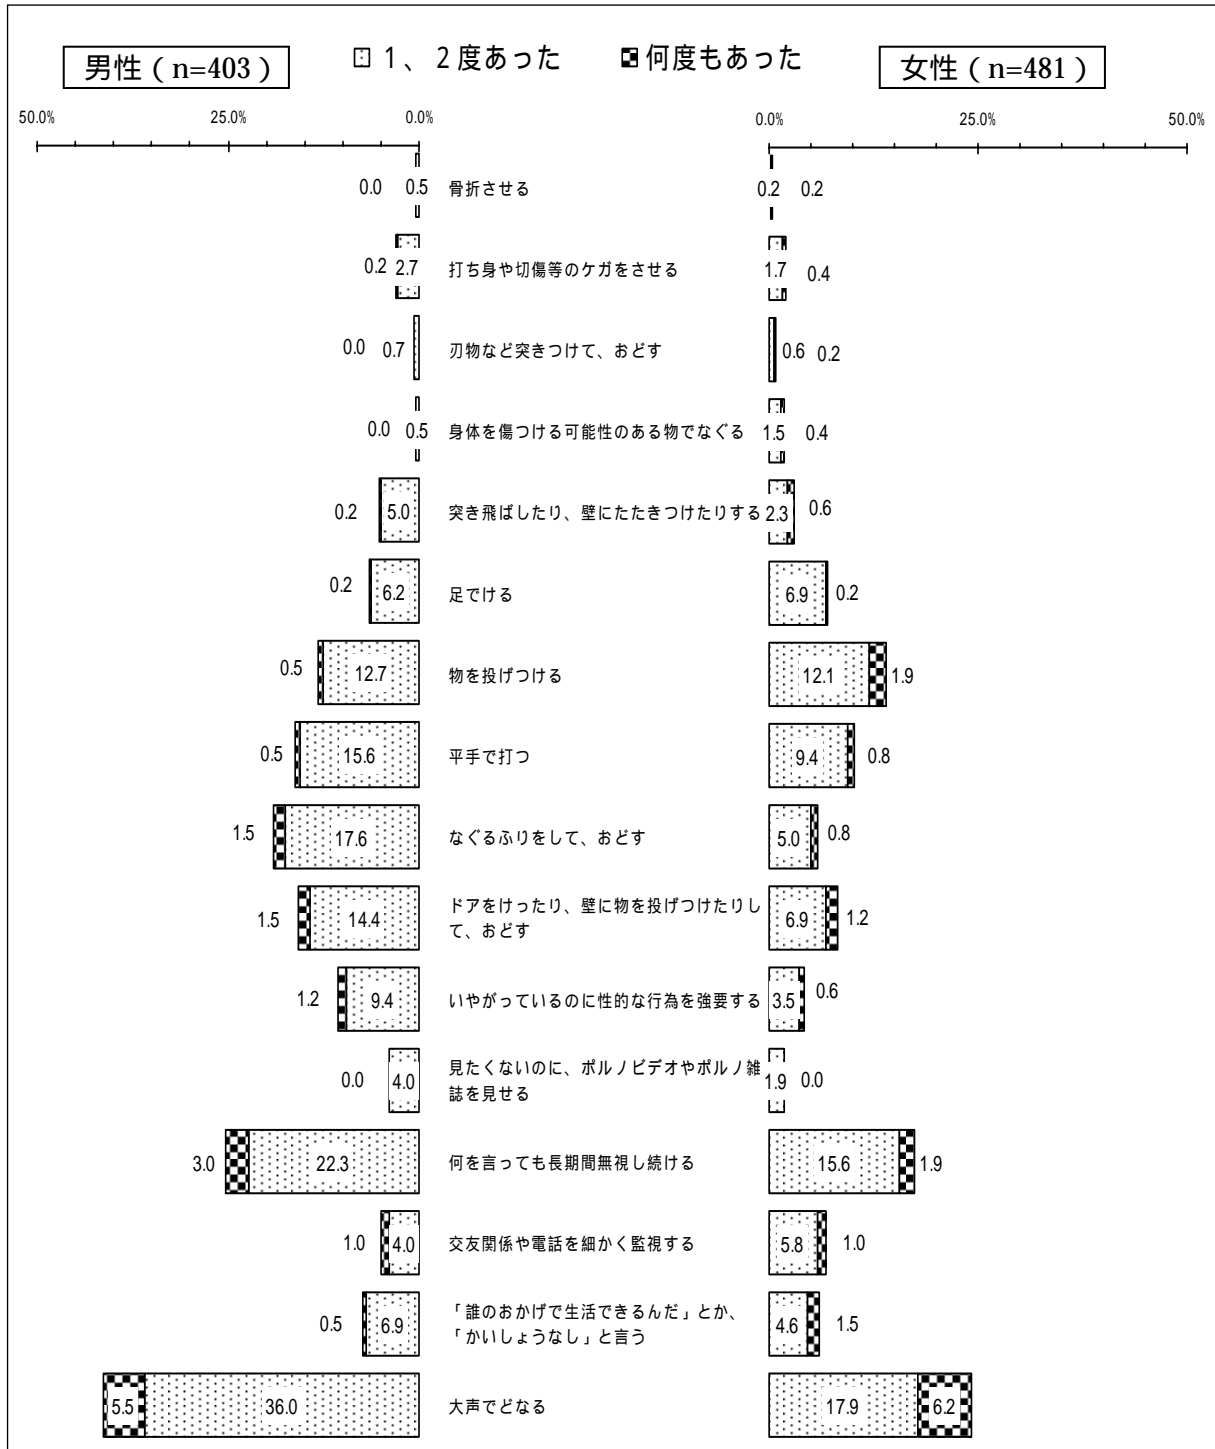 男性（n=403） 1、2度あった 何度もあった 女性（n=481）
50.0% 25.0% 0.0% 0.0% 25.0% 50.0%
0.0 0.5 骨折させる 0.2 0.2
0.2 2.7 打ち身や切傷等のケガをさせる 1.7 0.4
0.0 0.7 刃物など突きつけて、おどす 0.6 0.2
0.0 0.5 身体を傷つける可能性のある物でなぐる 1.5 0.4
0.2 5.0 突き飛ばしたり、壁にたたきつけたりする 2.3 0.6
0.2 6.2 足でける 6.9 0.2
0.5 12.7 物を投げつける 12.1 1.9
0.5 15.6 平手で打つ 9.4 0.8
1.5 17.6 なぐるふりをして、おどす 5.0 0.8
1.5 14.4 ドアをけったり、壁に物を投げつけたりし 6.9 1.2
て、おどす
1.2 9.4 いやがっているのに性的な行為を強要する 3.5 0.6
0.0 4.0 見たくないのに、ポルノビデオやポルノ雑 1.9 0.0
誌を見せる
3.0 22.3 何を言っても長期間無視し続ける 15.6 1.9
1.0 4.0 交友関係や電話を細かく監視する 5.8 1.0
0.5 6.9 「誰のおかげで生活できるんだ」とか、 4.6 1.5
「かいしょうなし」と言う
5.5 36.0 大声でどなる 17.9 6.2